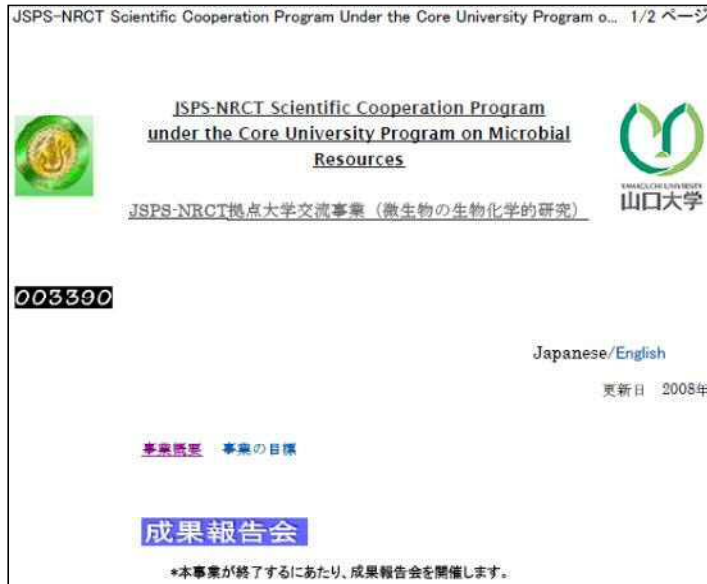 JSPS-NRCT Scientific Cooperation Program Under the Core University Program o... 1/2 ページ
JSPS-NRCT Scientific Cooperation Program
under the Core University Program on Microbial
Resources
YAMAGUCHI UNIVERSITY
山口大学
JSPS-NRCT拠点大学交流事業（微生物の生物化学的研究）
003390
Japanese/English
更新日 2008年
事業概要 事業の目標
成果報告会
*本事業が終了するにあたり、成果報告会を開催します。